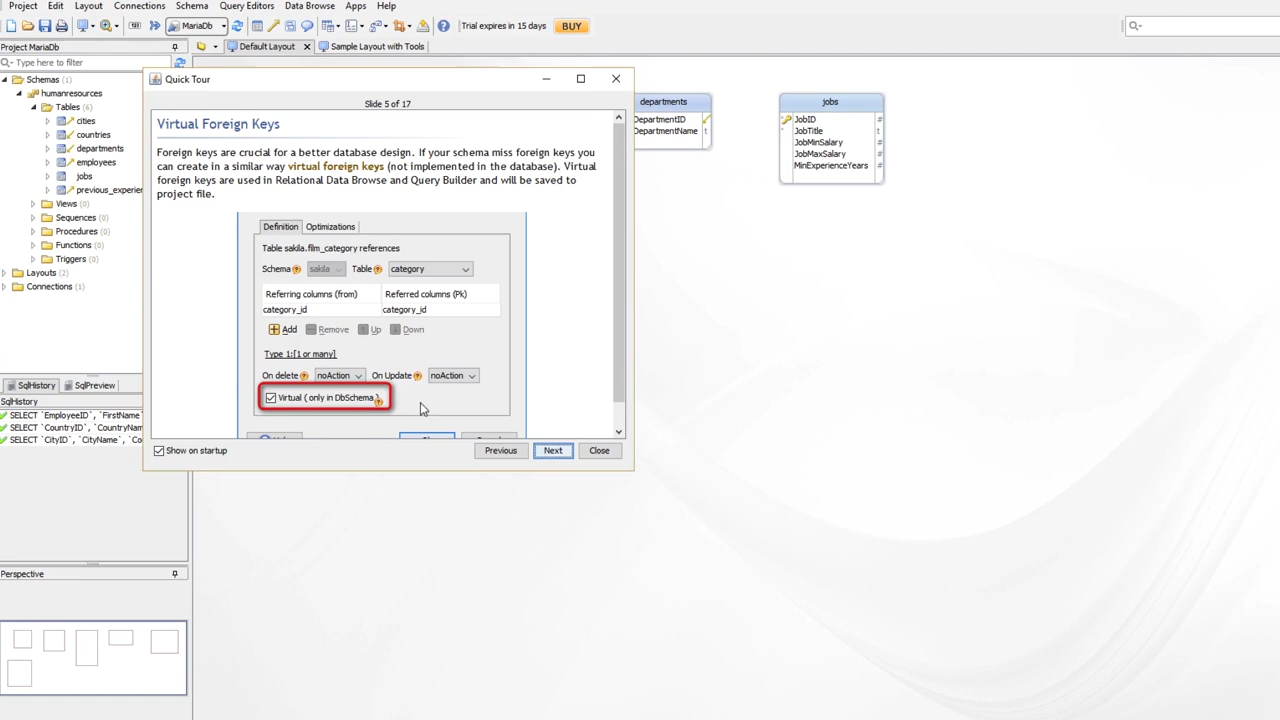 Project Edit Layout Connections Schema Query Editors Data Browse Apps Help
MariaDb Trial expires in 15 days BUY
Project MariaDb
Default Layout Sample Layout with Tools
Type here to filter
Schemas (1)
humanresources
Tables (6)
cities
countries
departments
employees
jobs
previous_experien
Views
Sequences
Procedures
Functions
Triggers
Layouts (2)
Connections (1)
SqlHistory SqlPreview
SqlHistory
SELECT `EmployeeID`, `FirstName`
SELECT `CountryID`, `CountryName
SELECT `CityID`, `CityName`, `Cou
Perspective
Quick Tour
Slide 5 of 17
Virtual Foreign Keys
Foreign keys are crucial for a better database design. If your schema miss foreign keys you
can create in a similar way virtual foreign keys (not implemented in the database). Virtual
foreign keys are used in Relational Data Browse and Query Builder and will be saved to
project file.
Definition Optimizations
Table sakila.film_category references
Schema sakila Table category
Referring columns (from) Referred columns (Pk)
category_id category_id
Add Remove Up Down
Type 1:[1 or many]
On delete noAction On Update noAction
Virtual ( only in DbSchema )
Show on startup Previous Next Close
departments
DepartmentID
DepartmentName t
jobs
JobID #
JobTitle t
JobMinSalary #
JobMaxSalary #
MinExperienceYears #